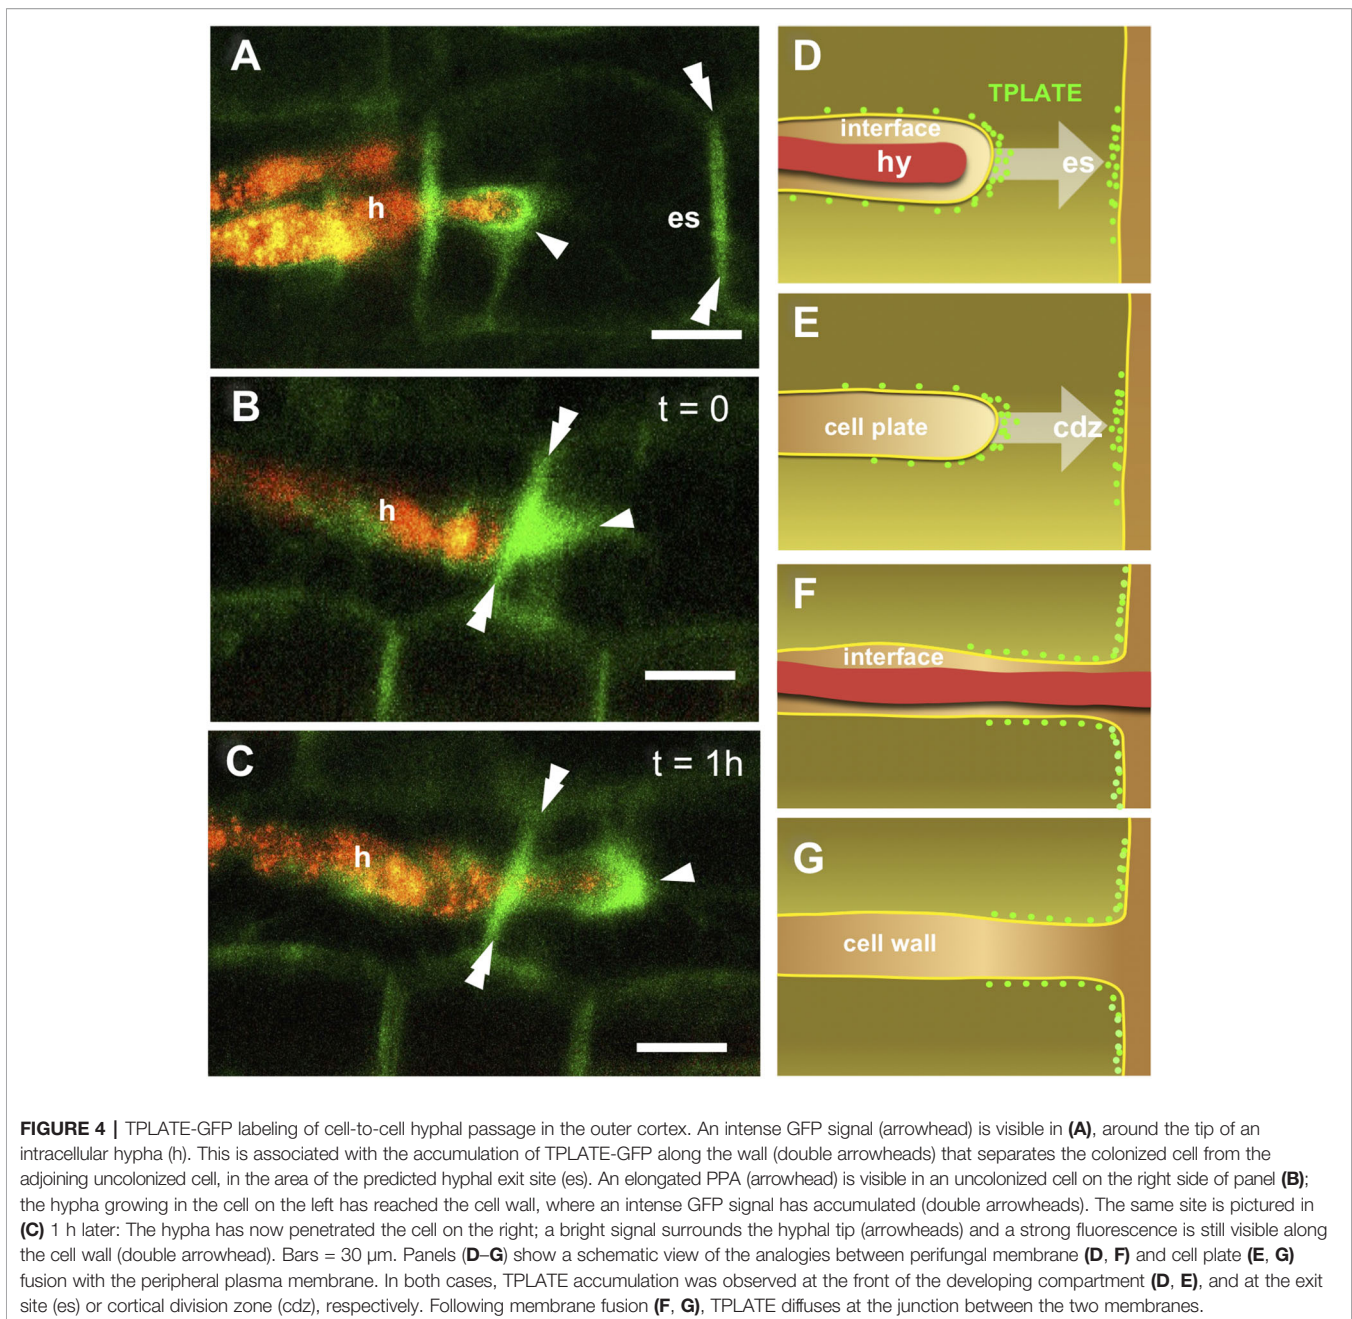 A
h
es
B
t = 0
h
C
t = 1h
h
D
TPLATE
interface
hy
es
E
cell plate
cdz
F
interface
G
cell wall
FIGURE 4 | TPLATE-GFP labeling of cell-to-cell hyphal passage in the outer cortex. An intense GFP signal (arrowhead) is visible in (A), around the tip of an
intracellular hypha (h). This is associated with the accumulation of TPLATE-GFP along the wall (double arrowheads) that separates the colonized cell from the
adjoining uncolonized cell, in the area of the predicted hyphal exit site (es). An elongated PPA (arrowhead) is visible in an uncolonized cell on the right side of panel (B);
the hypha growing in the cell on the left has reached the cell wall, where an intense GFP signal has accumulated (double arrowheads). The same site is pictured in
(C) 1 h later: The hypha has now penetrated the cell on the right; a bright signal surrounds the hyphal tip (arrowheads) and a strong fluorescence is still visible along
the cell wall (double arrowhead). Bars = 30 µm. Panels (D–G) show a schematic view of the analogies between perifungal membrane (D, F) and cell plate (E, G)
fusion with the peripheral plasma membrane. In both cases, TPLATE accumulation was observed at the front of the developing compartment (D, E), and at the exit
site (es) or cortical division zone (cdz), respectively. Following membrane fusion (F, G), TPLATE diffuses at the junction between the two membranes.